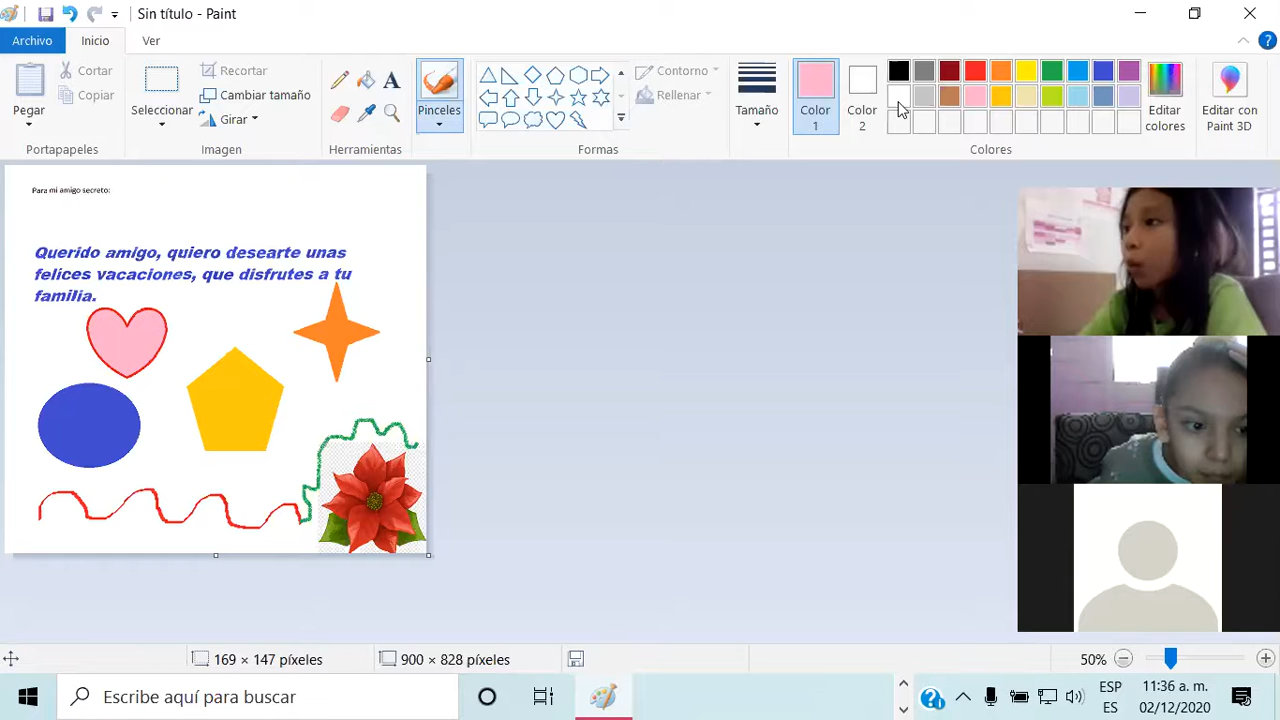 Sin título - Paint
Archivo
Inicio
Ver
Pegar
Cortar
Copiar
Portapapeles
Seleccionar
Recortar
Cambiar tamaño
Girar
Imagen
A
Herramientas
Pinceles
Contorno
Rellenar
Formas
Tamaño
Color
1
Color
2
Editar
colores
Editar con
Paint 3D
Colores
Para mi amigo secreto:
Querido amigo, quiero desearte unas
felices vacaciones, que disfrutes a tu
familia.
169 × 147 píxeles
900 × 828 píxeles
50%
Escribe aquí para buscar
ESP
ES
11:36 a. m.
02/12/2020